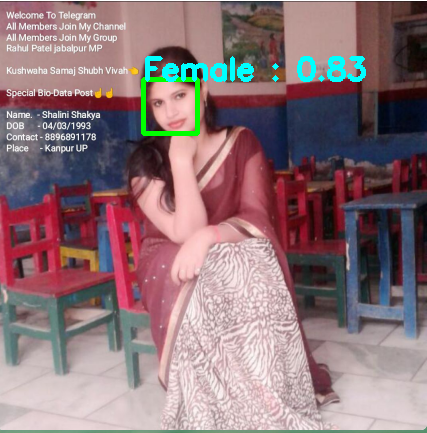 Welcome To Telegram
All Members Join My Channel
All Members Join My Group
Rahul Patel jabalpur MP
Kushwaha Samaj Shubh Vivah
Female : 0.83
Special Bio-Data Post☝☝
Name. - Shalini Shakya
DOB - 04/03/1993
Contact - 8896891178
Place - Kanpur UP